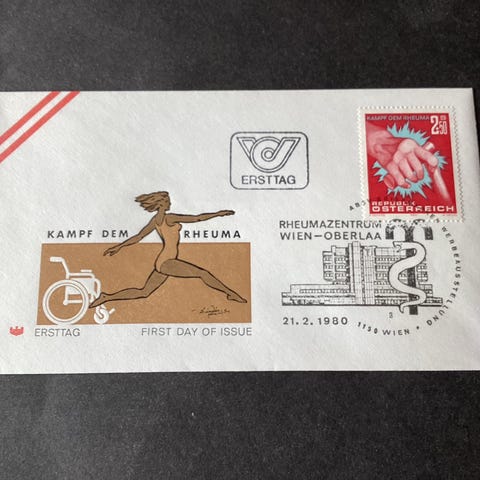 ERSTTAG
KAMPF DEM RHEUMA
2.50
REPUBLIK
ÖSTERREICH
KAMPF DEM RHEUMA
ERSTTAG FIRST DAY OF ISSUE
RHEUMAZENTRUM
WIEN-OBERLAA
WERBEAUSSTELLUNG
21.2.1980
1150 WIEN
a